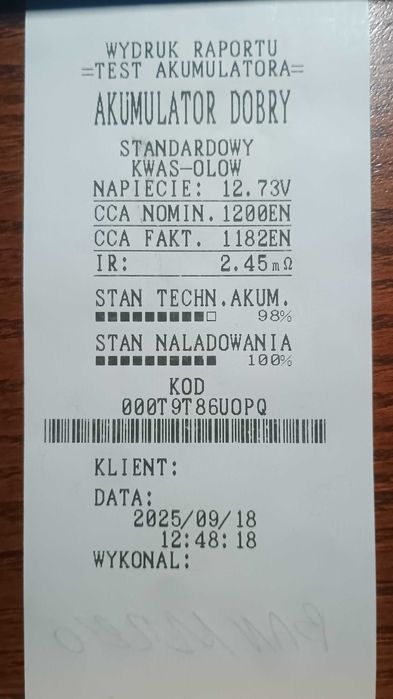 WYDRUK RAPORTU
=TEST AKUMULATORA=
AKUMULATOR DOBRY
STANDARDOWY
KWAS-OLOW
NAPIECIE: 12.73V
CCA NOMIN. 1200EN
CCA FAKT. 1182EN
IR: 2.45mΩ
STAN TECHN.AKUM.
98%
STAN NALADOWANIA
100%
KOD
000T9T86UOPQ
KLIENT:
DATA:
2025/09/18
12:48:18
WYKONAL: